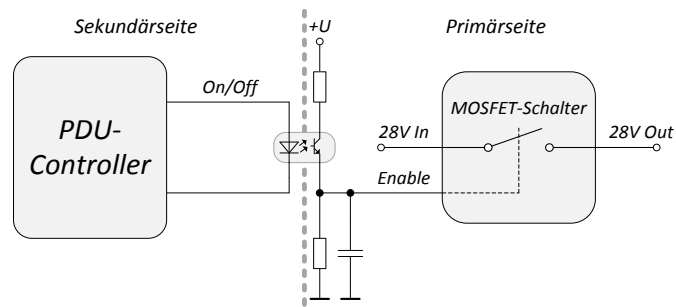 Sekundärseite
+U
Primärseite
On/Off
PDU-
Controller
MOSFET-Schalter
28V In
28V Out
Enable